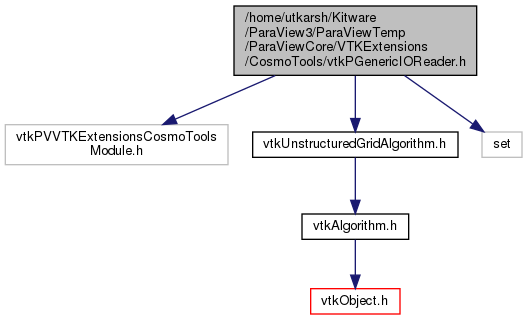 /home/utkarsh/Kitware
/ParaView3/ParaViewTemp
/ParaViewCore/VTKExtensions
/CosmoTools/vtkPGenericIOReader.h
vtkPVVTKExtensionsCosmoTools
Module.h
vtkUnstructuredGridAlgorithm.h
set
vtkAlgorithm.h
vtkObject.h